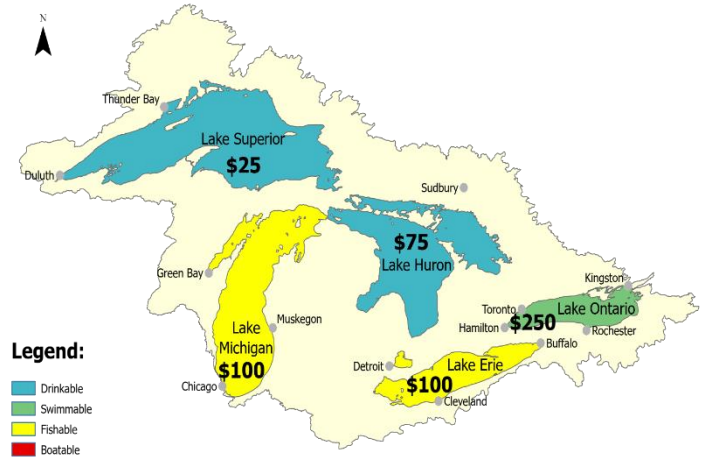 N
Thunder Bay
Lake Superior
$25
Duluth
Sudbury
$75
Lake Huron
Green Bay
Kingston
Toronto
Lake Ontario
Hamilton
$250
Rochester
Muskegon
Lake
Michigan
$100
Buffalo
Detroit
Lake Erie
$100
Chicago
Cleveland
Legend:
Drinkable
Swimmable
Fishable
Boatable